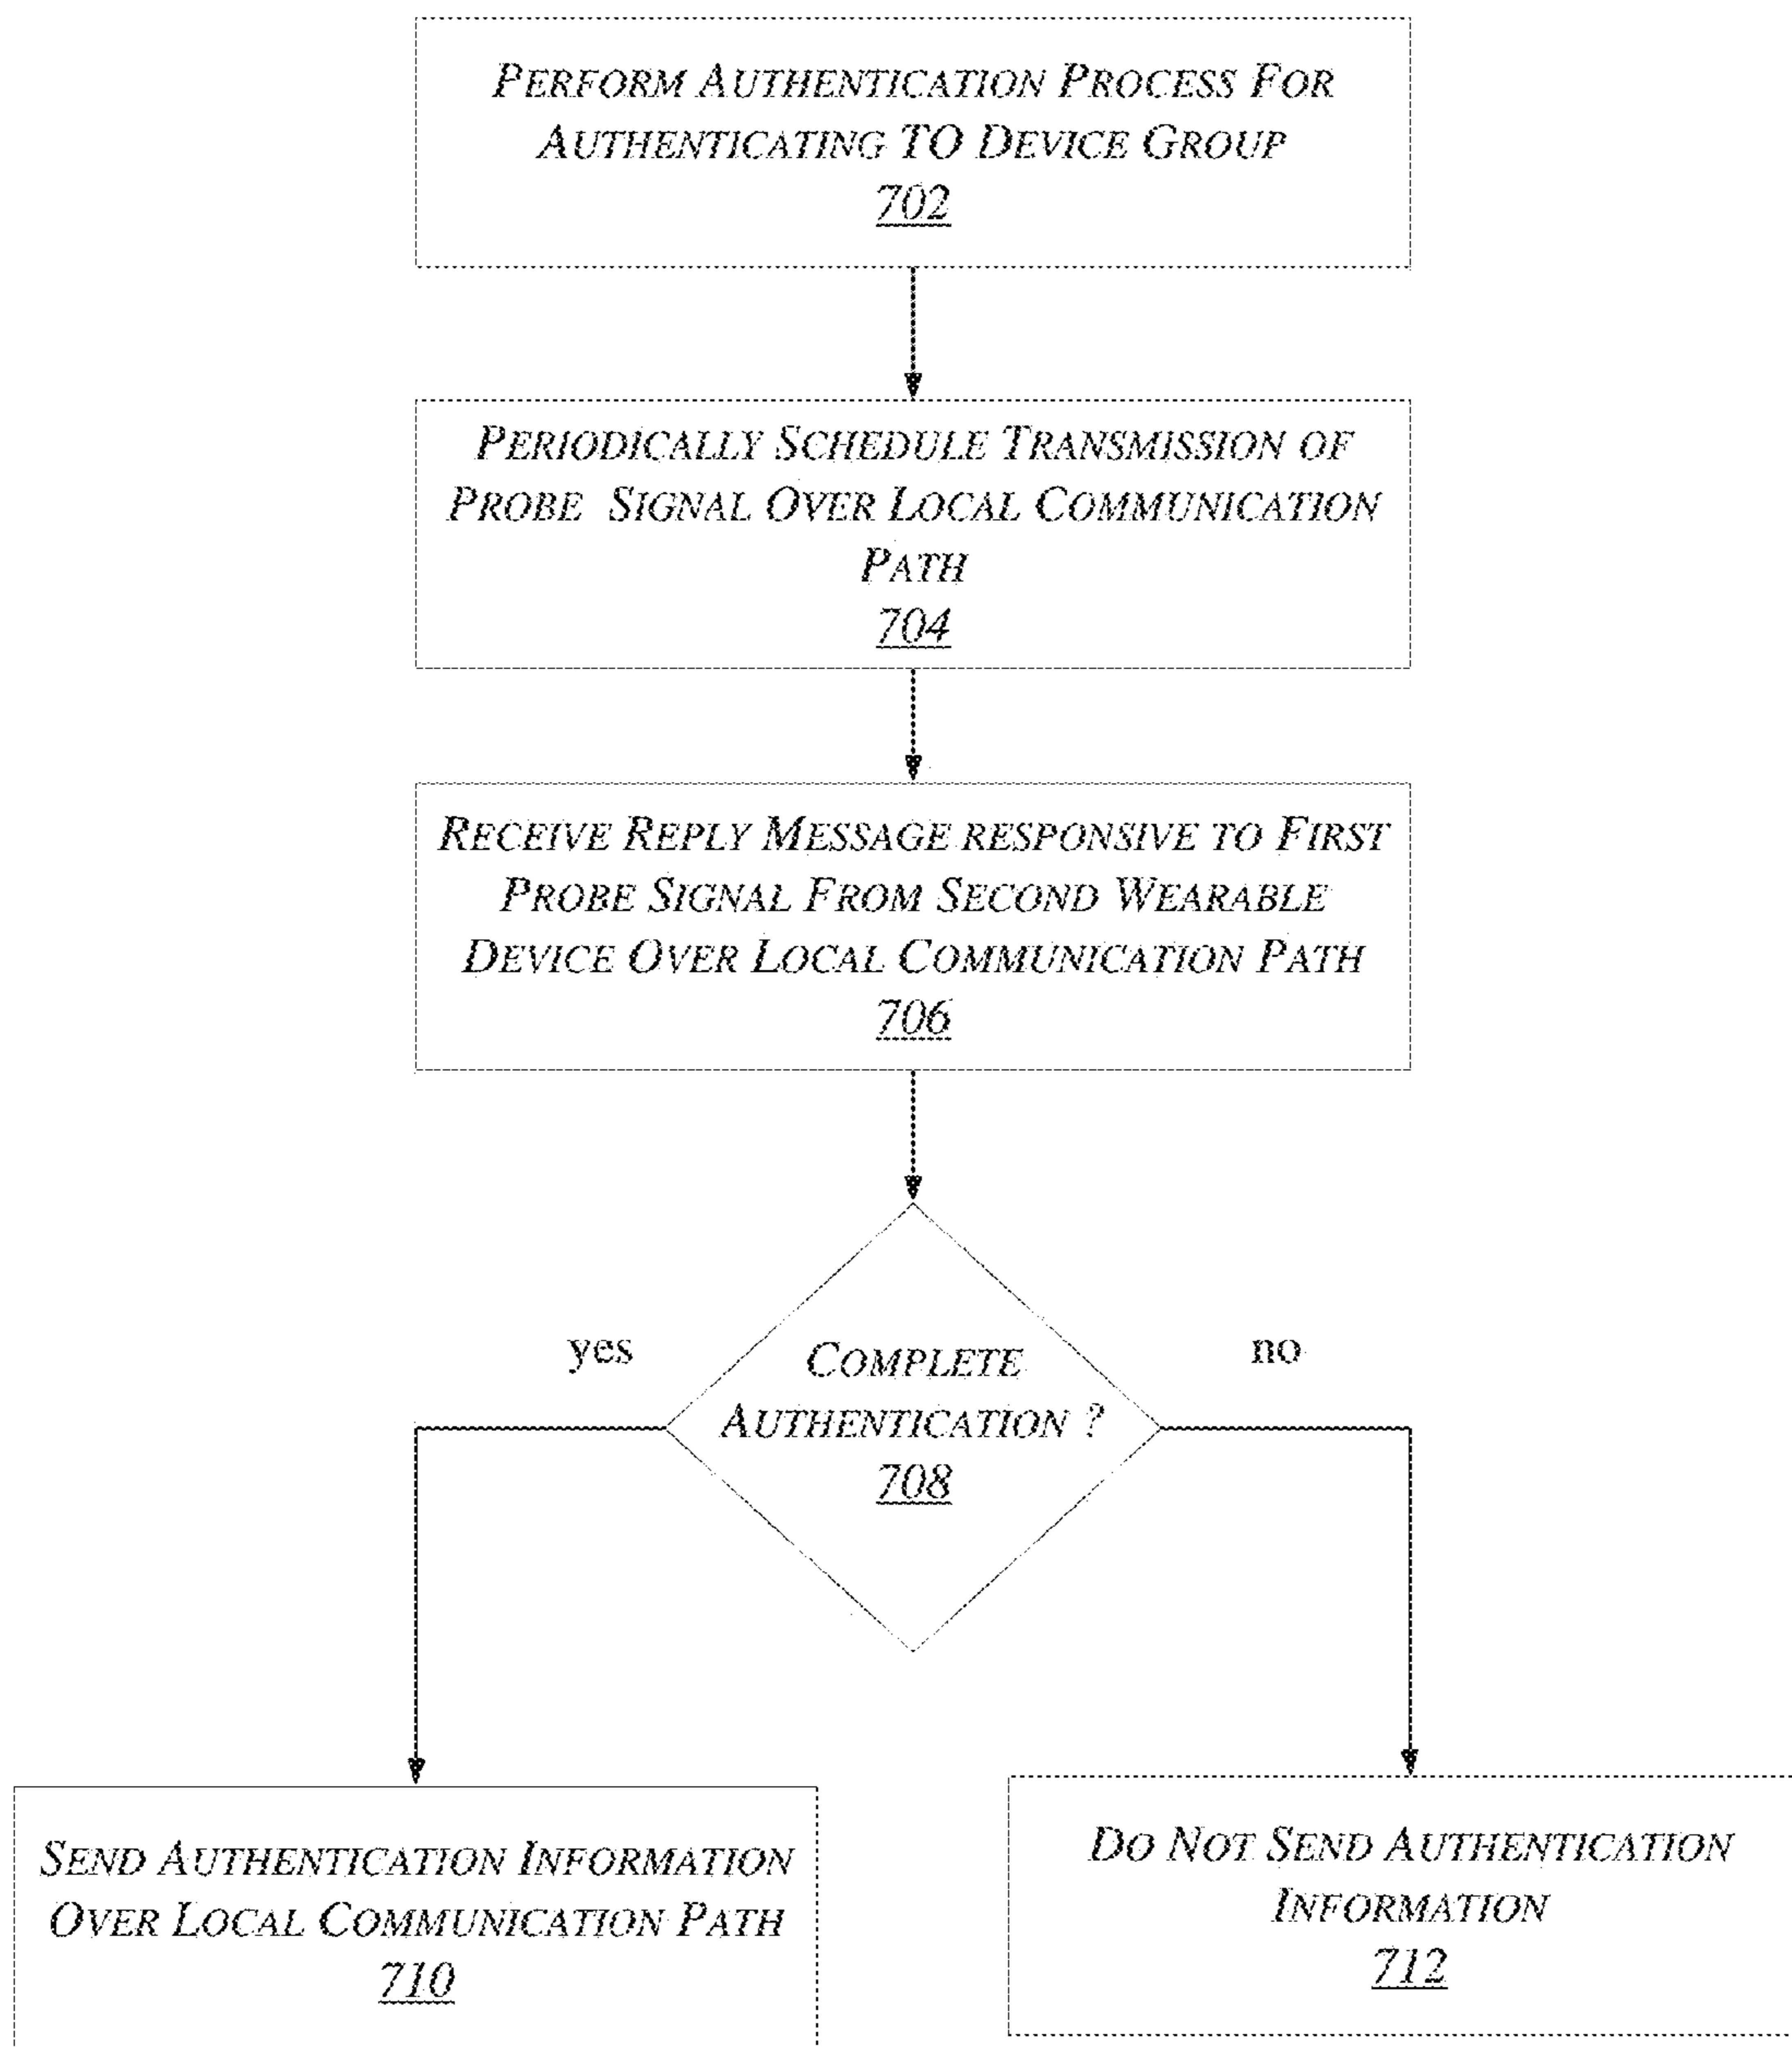 PERFORM AUTHENTICATION PROCESS FOR
AUTHENTICATING TO DEVICE GROUP
702
PERIODICALLY SCHEDULE TRANSMISSION OF
PROBE SIGNAL OVER LOCAL COMMUNICATION
PATH
704
RECEIVE REPLY MESSAGE RESPONSIVE TO FIRST
PROBE SIGNAL FROM SECOND WEARABLE
DEVICE OVER LOCAL COMMUNICATION PATH
706
yes
no
COMPLETE
AUTHENTICATION ?
708
SEND AUTHENTICATION INFORMATION
OVER LOCAL COMMUNICATION PATH
710
DO NOT SEND AUTHENTICATION
INFORMATION
712